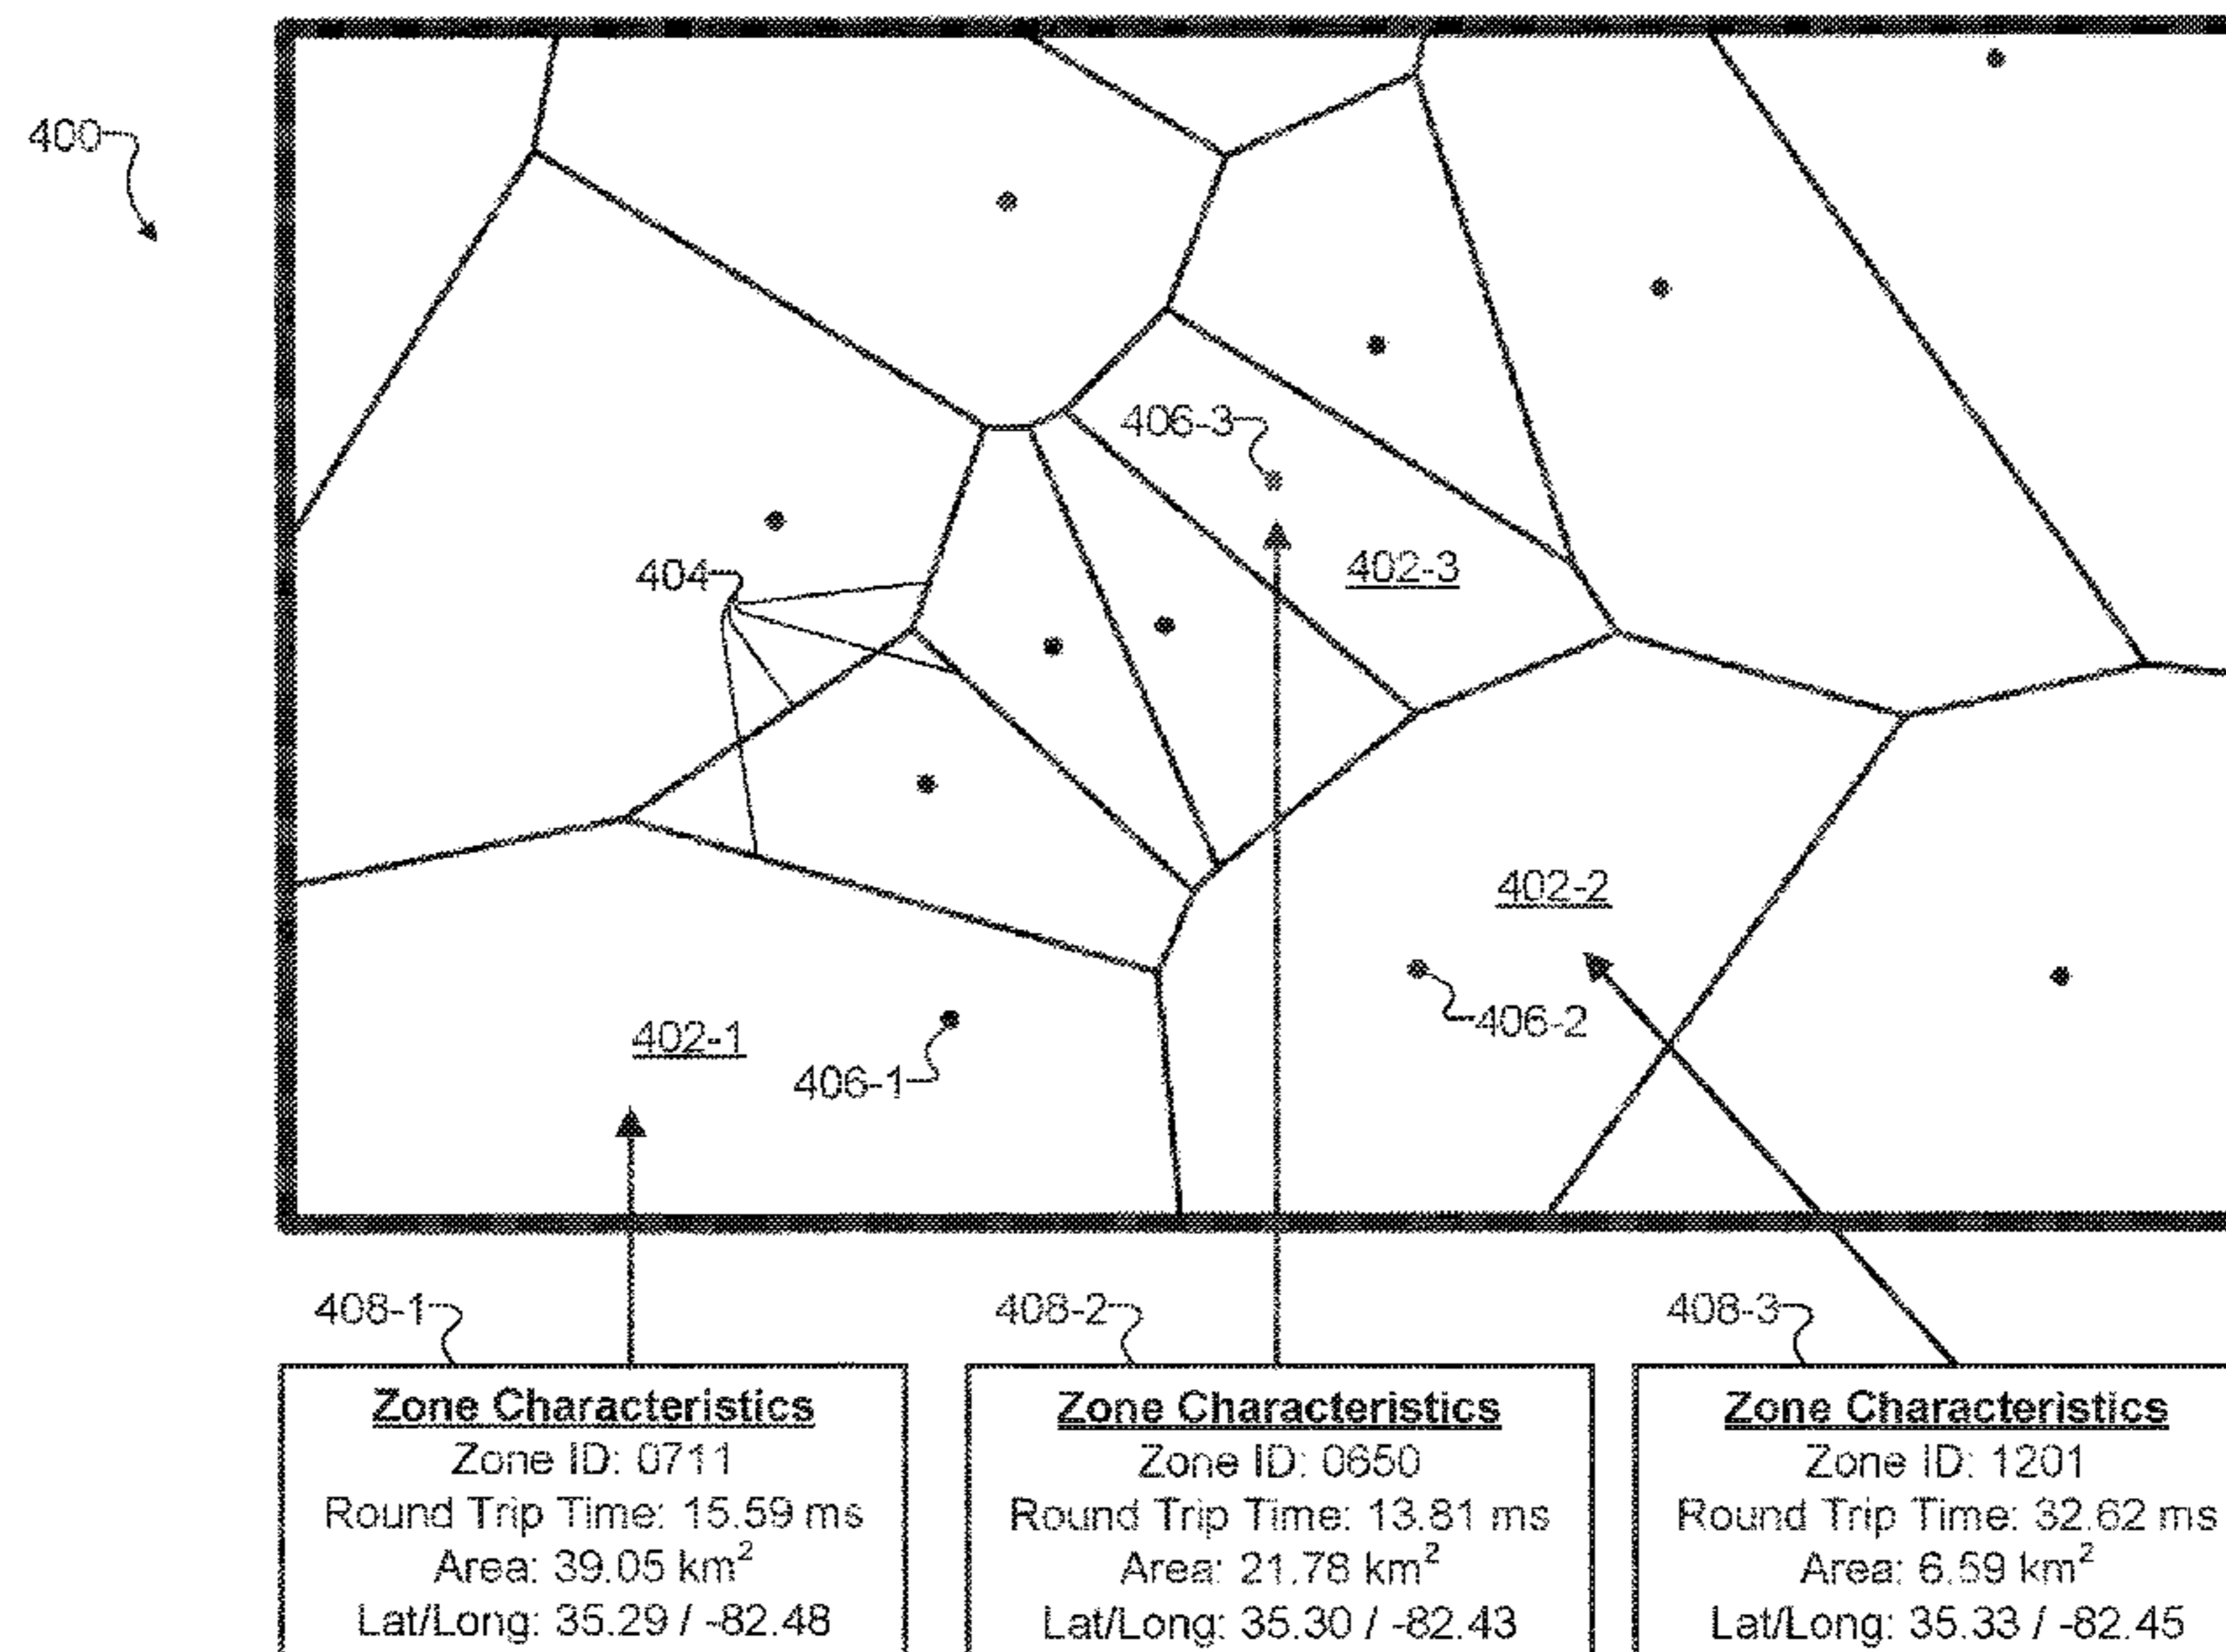 400
406-3
404
402-3
402-2
402-1
406-1
406-2
408-1
408-2
408-3
Zone Characteristics
Zone ID: 0711
Round Trip Time: 15.59 ms
Area: 39.05 km²
Lat/Long: 35.29 / -82.48
Zone Characteristics
Zone ID: 0650
Round Trip Time: 13.81 ms
Area: 21.78 km²
Lat/Long: 35.30 / -82.43
Zone Characteristics
Zone ID: 1201
Round Trip Time: 32.62 ms
Area: 6.59 km²
Lat/Long: 35.33 / -82.45